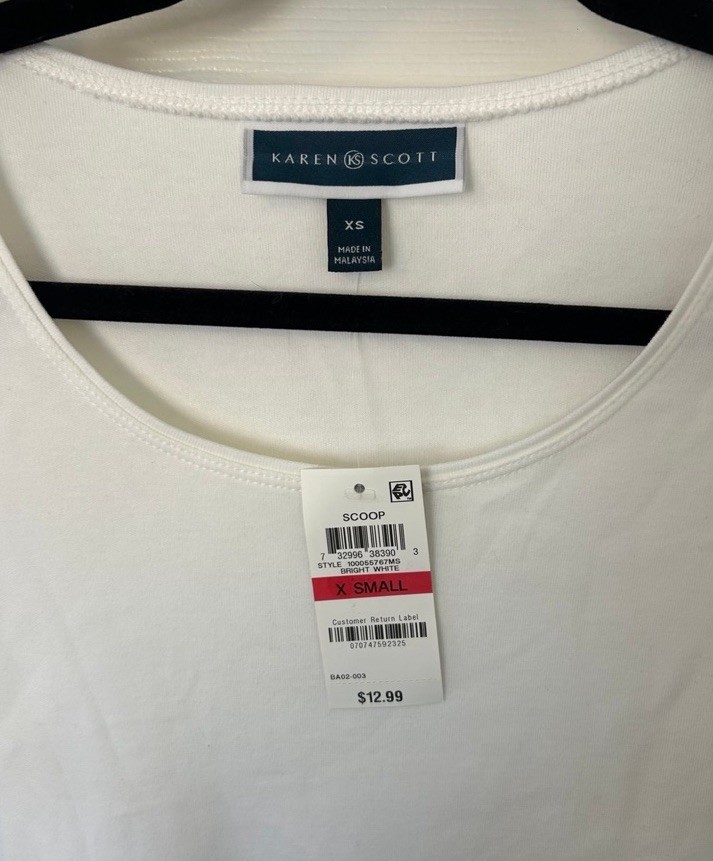 KAREN KS SCOTT
XS
MADE IN
MALAYSIA
SCOOP
7 32996 38390 3
STYLE 100055767MS
BRIGHT WHITE
X SMALL
Customer Return Label
070747592325
BA02-003
$12.99